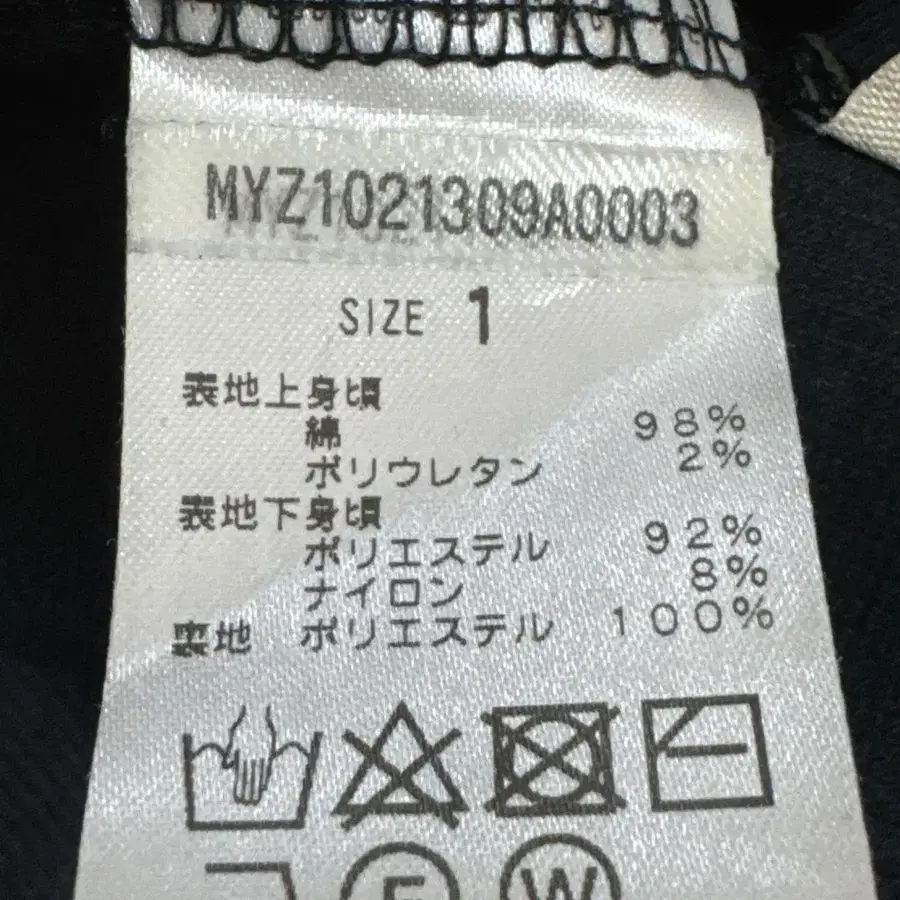 MYZ1021309A0003
SIZE 1
表地上身頃
綿 98%
ポリウレタン 2%
表地下身頃
ポリエステル 92%
ナイロン 8%
裏地 ポリエステル 100%
F W